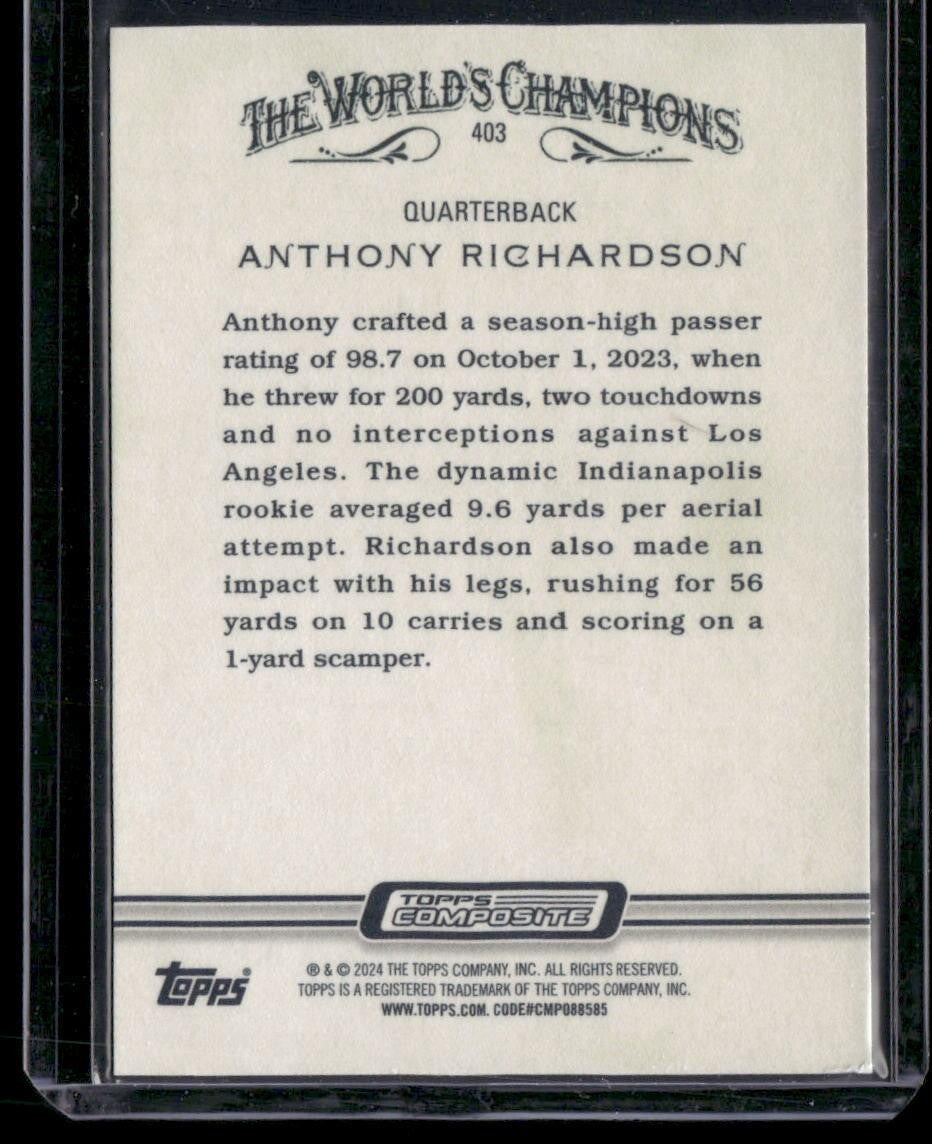 THE WORLD'S CHAMPIONS
403
QUARTERBACK
ANTHONY RICHARDSON
Anthony crafted a season-high passer
rating of 98.7 on October 1, 2023, when
he threw for 200 yards, two touchdowns
and no interceptions against Los
Angeles. The dynamic Indianapolis
rookie averaged 9.6 yards per aerial
attempt. Richardson also made an
impact with his legs, rushing for 56
yards on 10 carries and scoring on a
1-yard scamper.
TOPPS
COMPOSITE
topps®
® & © 2024 THE TOPPS COMPANY, INC. ALL RIGHTS RESERVED.
TOPPS IS A REGISTERED TRADEMARK OF THE TOPPS COMPANY, INC.
WWW.TOPPS.COM. CODE#CMP088585